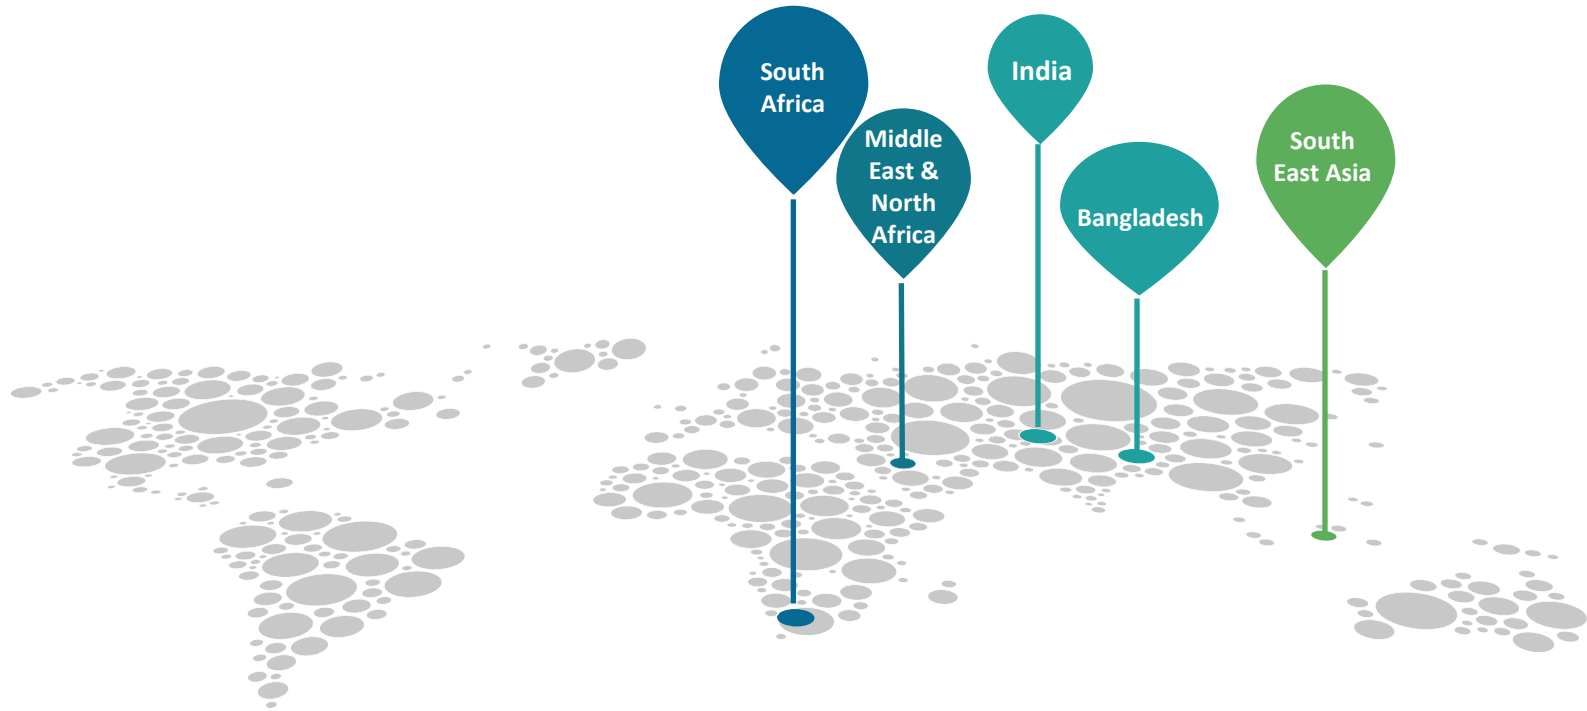 South
Africa
Middle
East &
North
Africa
India
Bangladesh
South
East Asia